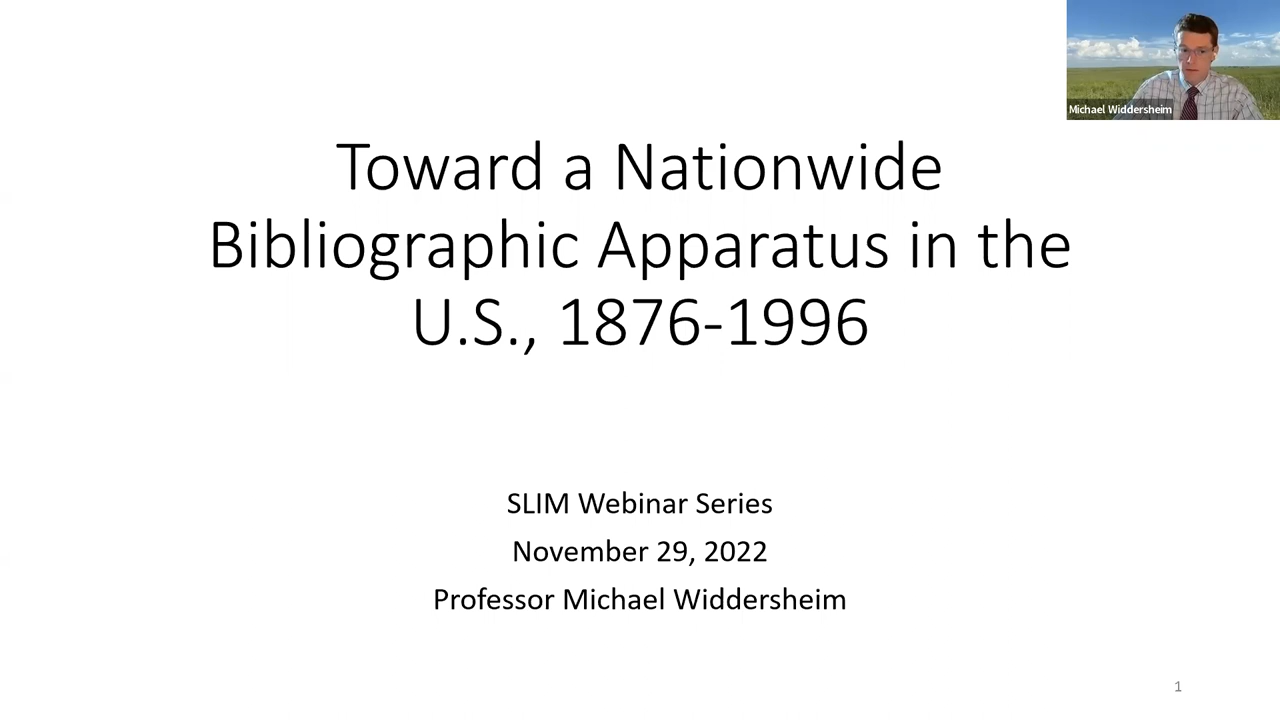 Michael Widdersheim
Toward a Nationwide
Bibliographic Apparatus in the
U.S., 1876-1996
SLIM Webinar Series
November 29, 2022
Professor Michael Widdersheim
1